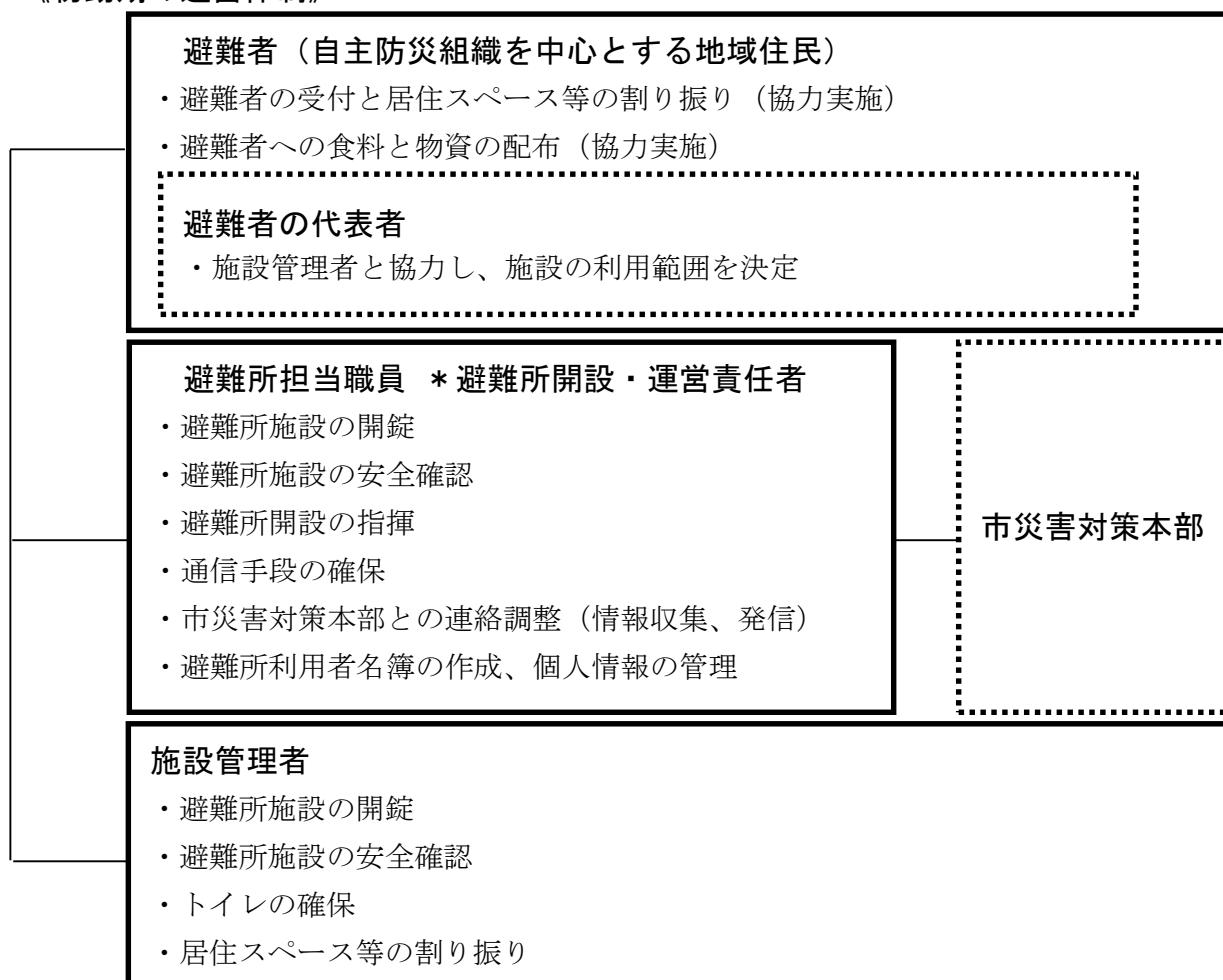 避難者（自主防災組織を中心とする地域住民）
・避難者の受付と居住スペース等の割り振り（協力実施）
・避難者への食料と物資の配布（協力実施）
避難者の代表者
・施設管理者と協力し、施設の利用範囲を決定
避難所担当職員　＊避難所開設・運営責任者
・避難所施設の開錠
・避難所施設の安全確認
・避難所開設の指揮
・通信手段の確保
・市災害対策本部との連絡調整（情報収集、発信）
・避難所利用者名簿の作成、個人情報の管理
市災害対策本部
施設管理者
・避難所施設の開錠
・避難所施設の安全確認
・トイレの確保
・居住スペース等の割り振り